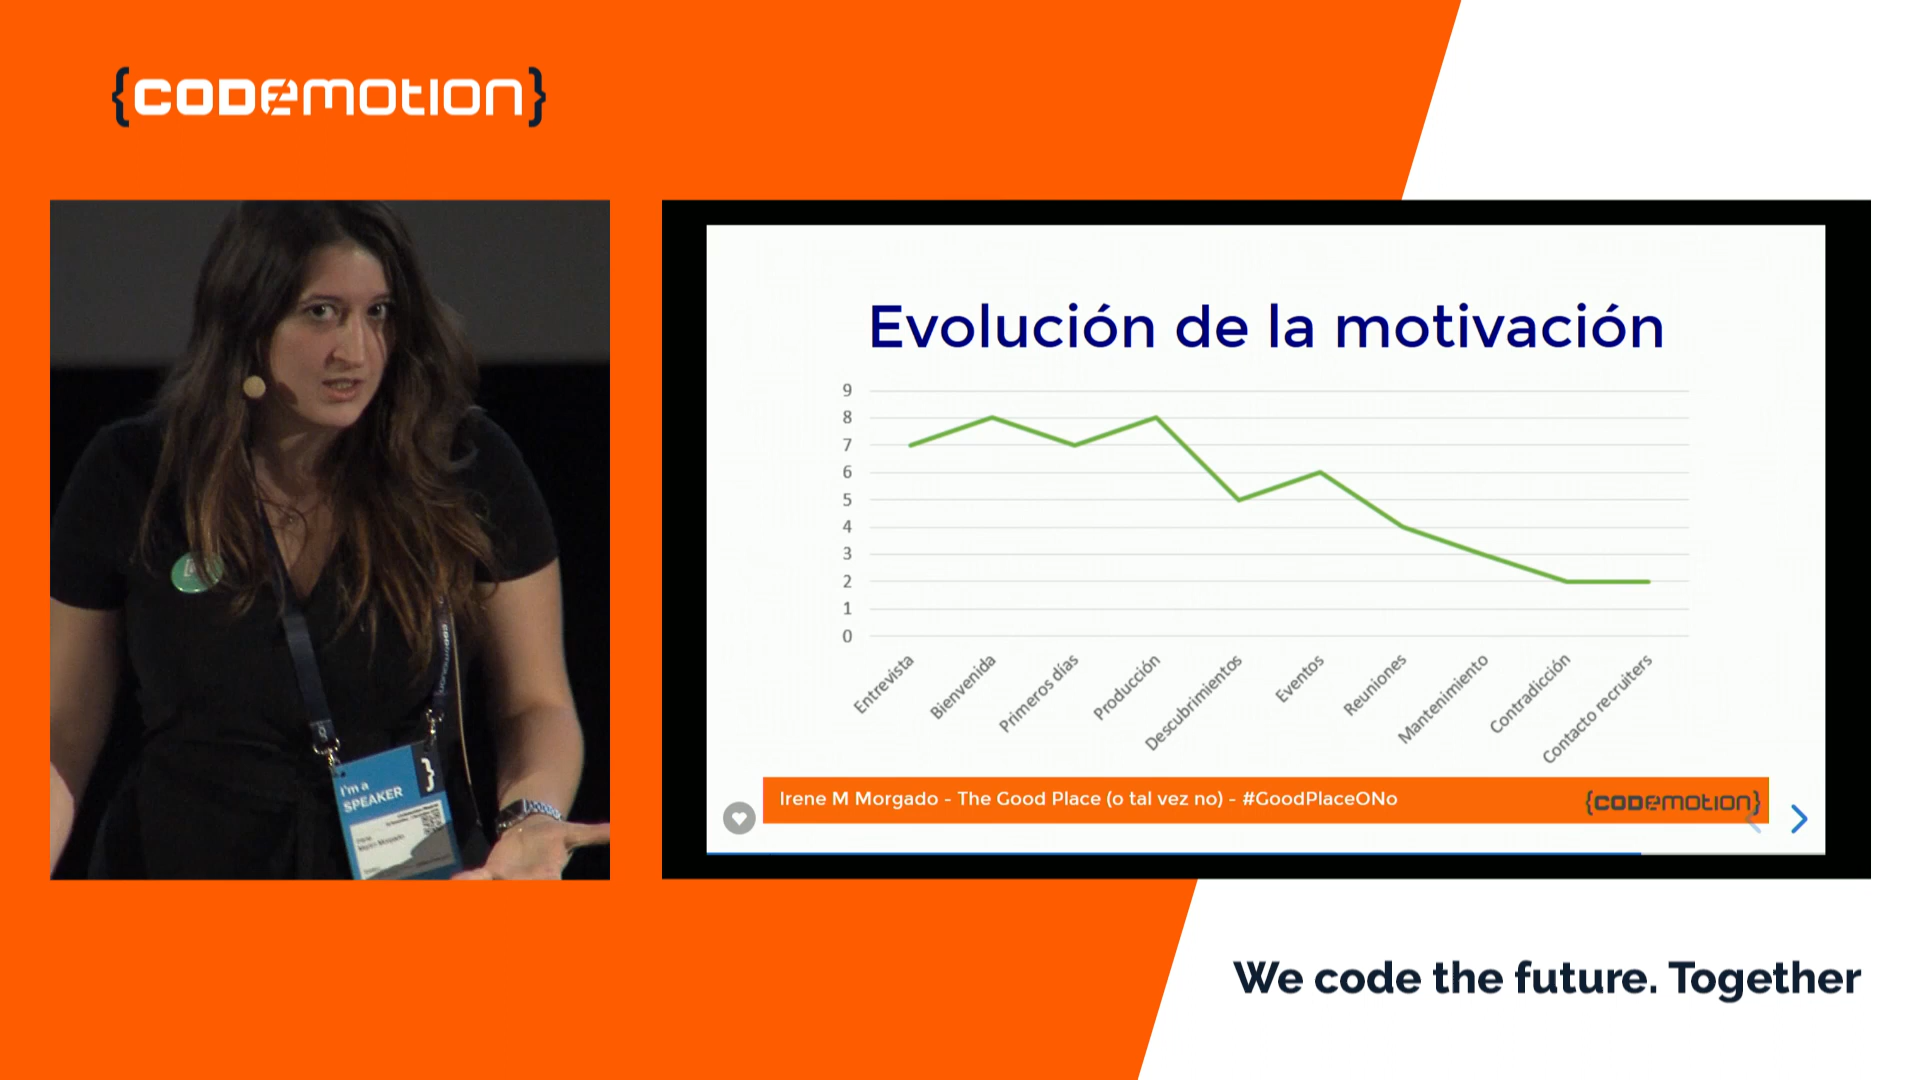 {CODEMOTION}
I'm a
SPEAKER
Evolución de la motivación
9
8
7
6
5
4
3
2
1
0
Entrevista
Bienvenida
Primeros días
Producción
Descubrimientos
Eventos
Reuniones
Mantenimiento
Contradicción
Contacto recruiters
Irene M Morgado - The Good Place (o tal vez no) - #GoodPlaceONo
{CODEMOTION}
We code the future. Together